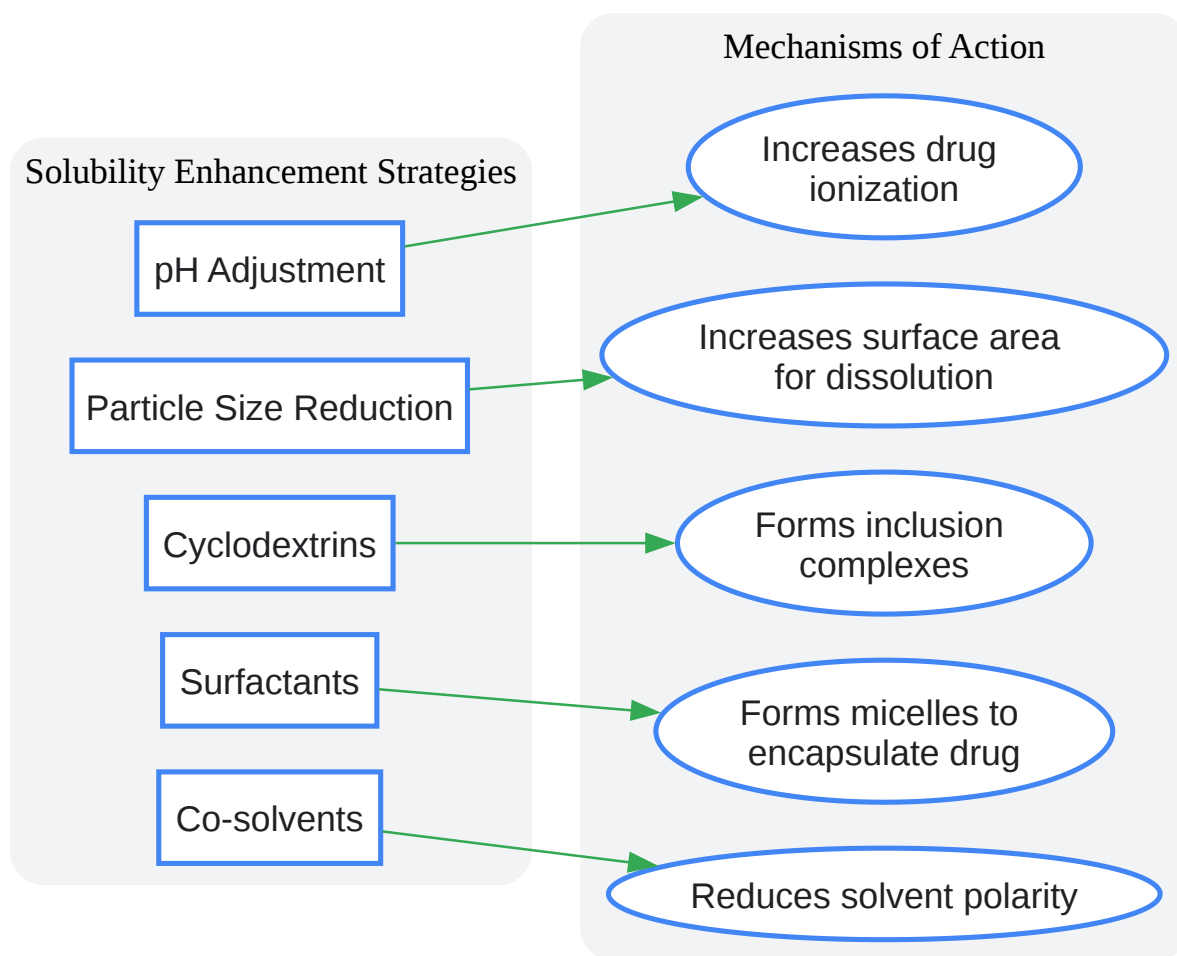 Solubility Enhancement Strategies
pH Adjustment
Particle Size Reduction
Cyclodextrins
Surfactants
Co-solvents
Mechanisms of Action
Increases drug
ionization
Increases surface area
for dissolution
Forms inclusion
complexes
Forms micelles to
encapsulate drug
Reduces solvent polarity